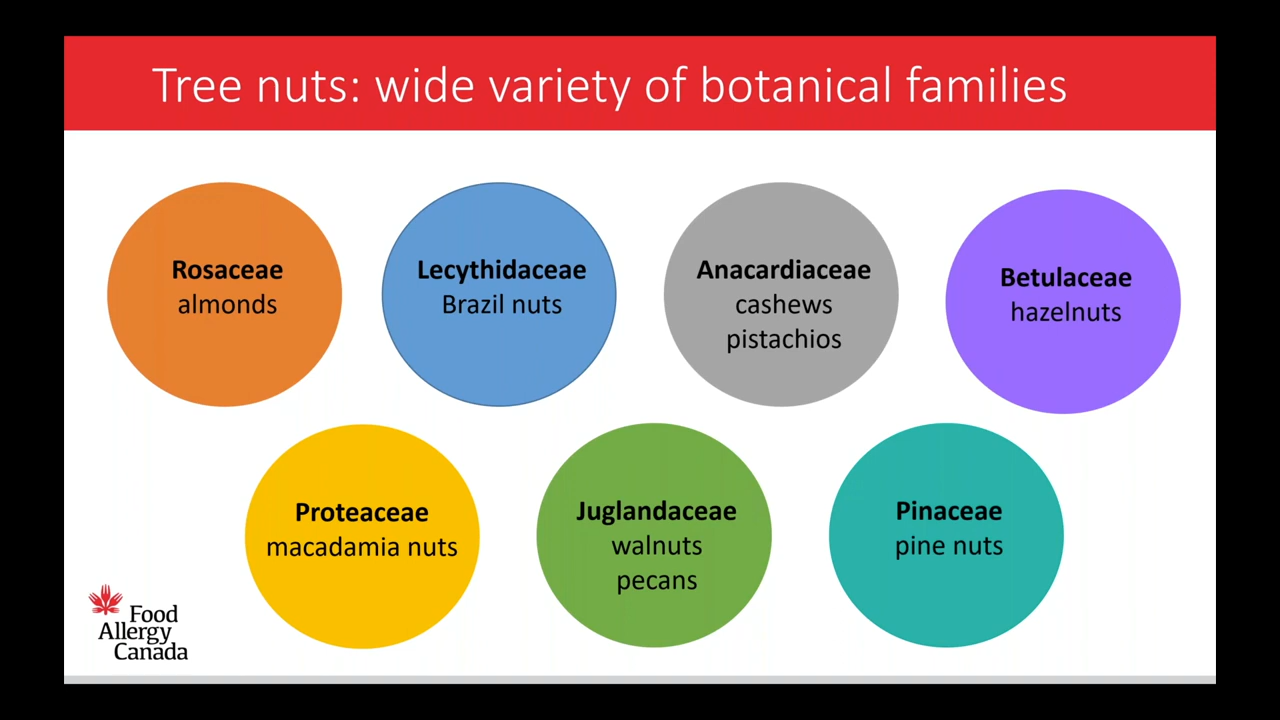 Tree nuts: wide variety of botanical families
Rosaceae
almonds
Lecythidaceae
Brazil nuts
Anacardiaceae
cashews
pistachios
Betulaceae
hazelnuts
Proteaceae
macadamia nuts
Juglandaceae
walnuts
pecans
Pinaceae
pine nuts
Food
Allergy
Canada